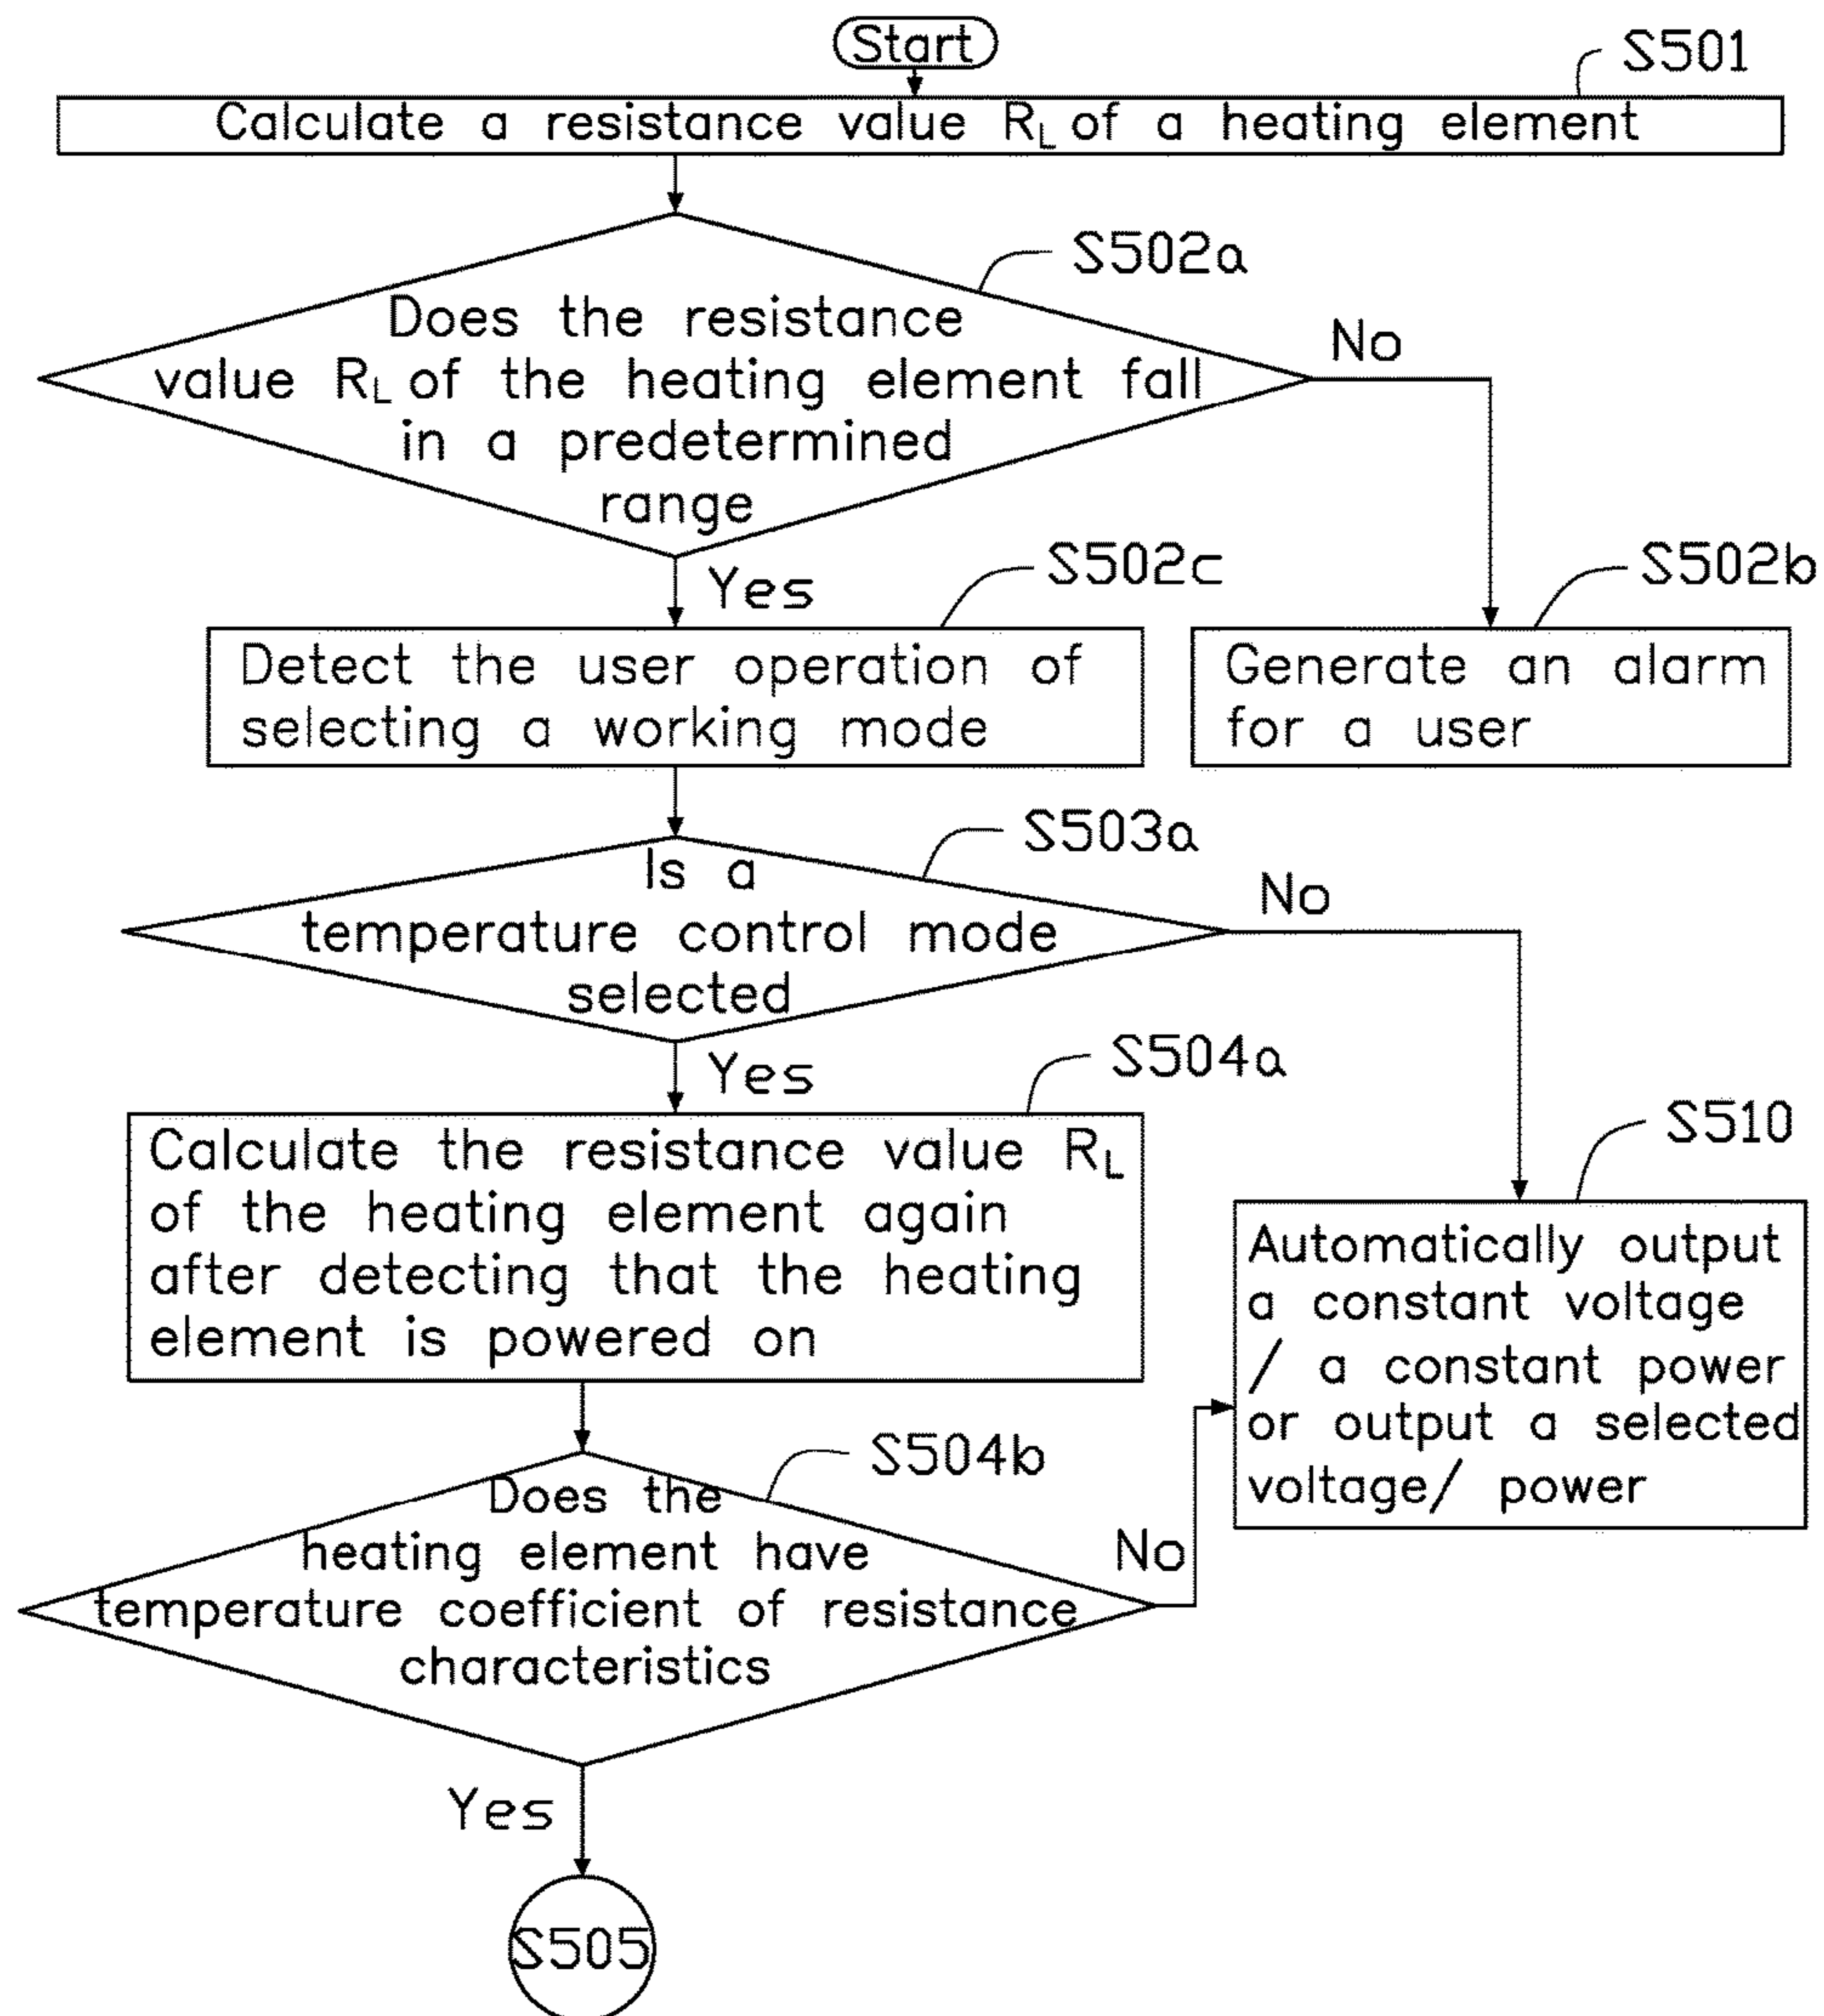 Start
S501
Calculate a resistance value RL of a heating element
S502a
Does the resistance
value RL of the heating element fall
in a predetermined
range
No
Yes
S502c
S502b
Detect the user operation of
selecting a working mode
Generate an alarm
for a user
S503a
Is a
temperature control mode
selected
No
Yes
S504a
Calculate the resistance value RL
of the heating element again
after detecting that the heating
element is powered on
S510
Automatically output
a constant voltage
/ a constant power
or output a selected
voltage/ power
S504b
Does the
heating element have
temperature coefficient of resistance
characteristics
No
Yes
S505